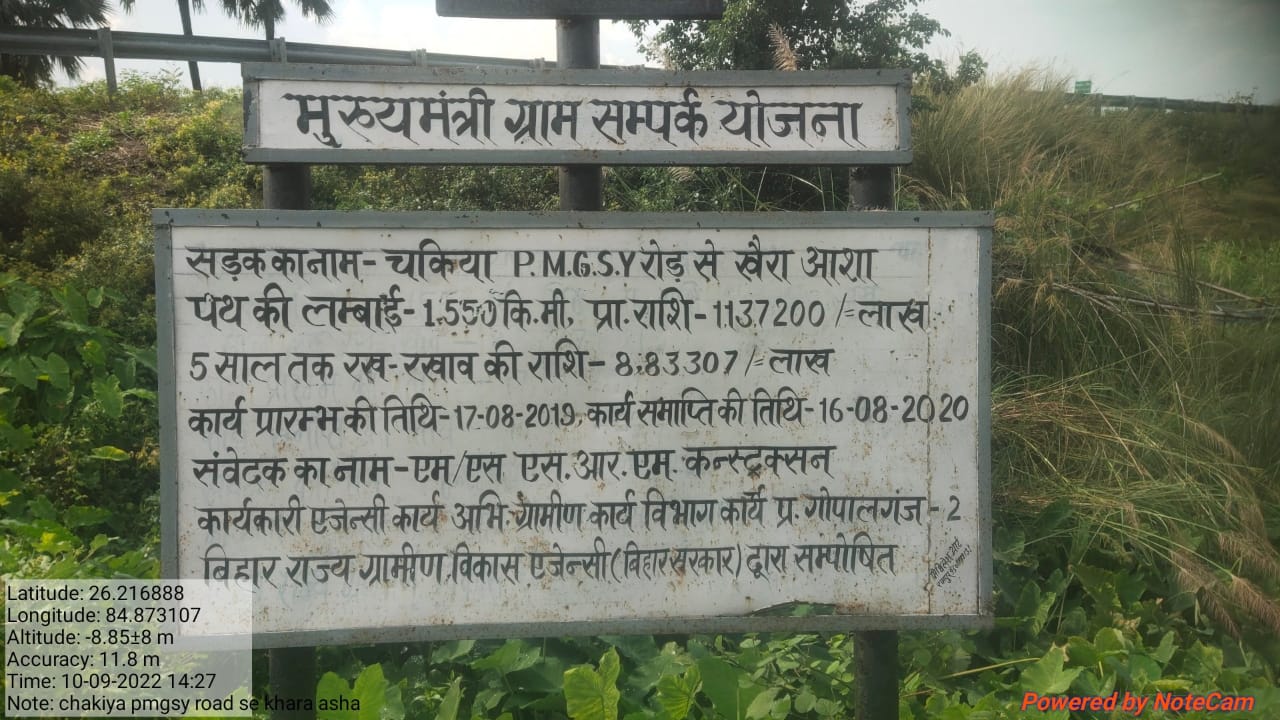 मुख्यमंत्री ग्राम सम्पर्क योजना
सड़क का नाम- चकिया P.M.G.S.Y रोड़ से खैरा आशा
पथ की लम्बाई- 1.550 कि.मी, प्रा. राशि- 113.7200/= लाख
5 साल तक रख-रखाव की राशि- 8.83307/= लाख
कार्य प्रारम्भ की तिथि-17-08-2019, कार्य समाप्ति की तिथि-16-08-2020
संवेदक का नाम-एम/एस एस.आर.एम. कन्स्ट्रक्सन
कार्यकारी एजेन्सी कार्य अभि. ग्रामीण कार्य विभाग कार्य प्र. गोपालगंज - 2
बिहार राज्य ग्रामीण विकास एजेन्सी (बिहार सरकार) द्वारा सम्पोषित
Latitude: 26.216888
Longitude: 84.873107
Altitude: -8.85±8 m
Accuracy: 11.8 m
Time: 10-09-2022 14:27
Note: chakiya pmgsy road se khara asha
Powered by NoteCam